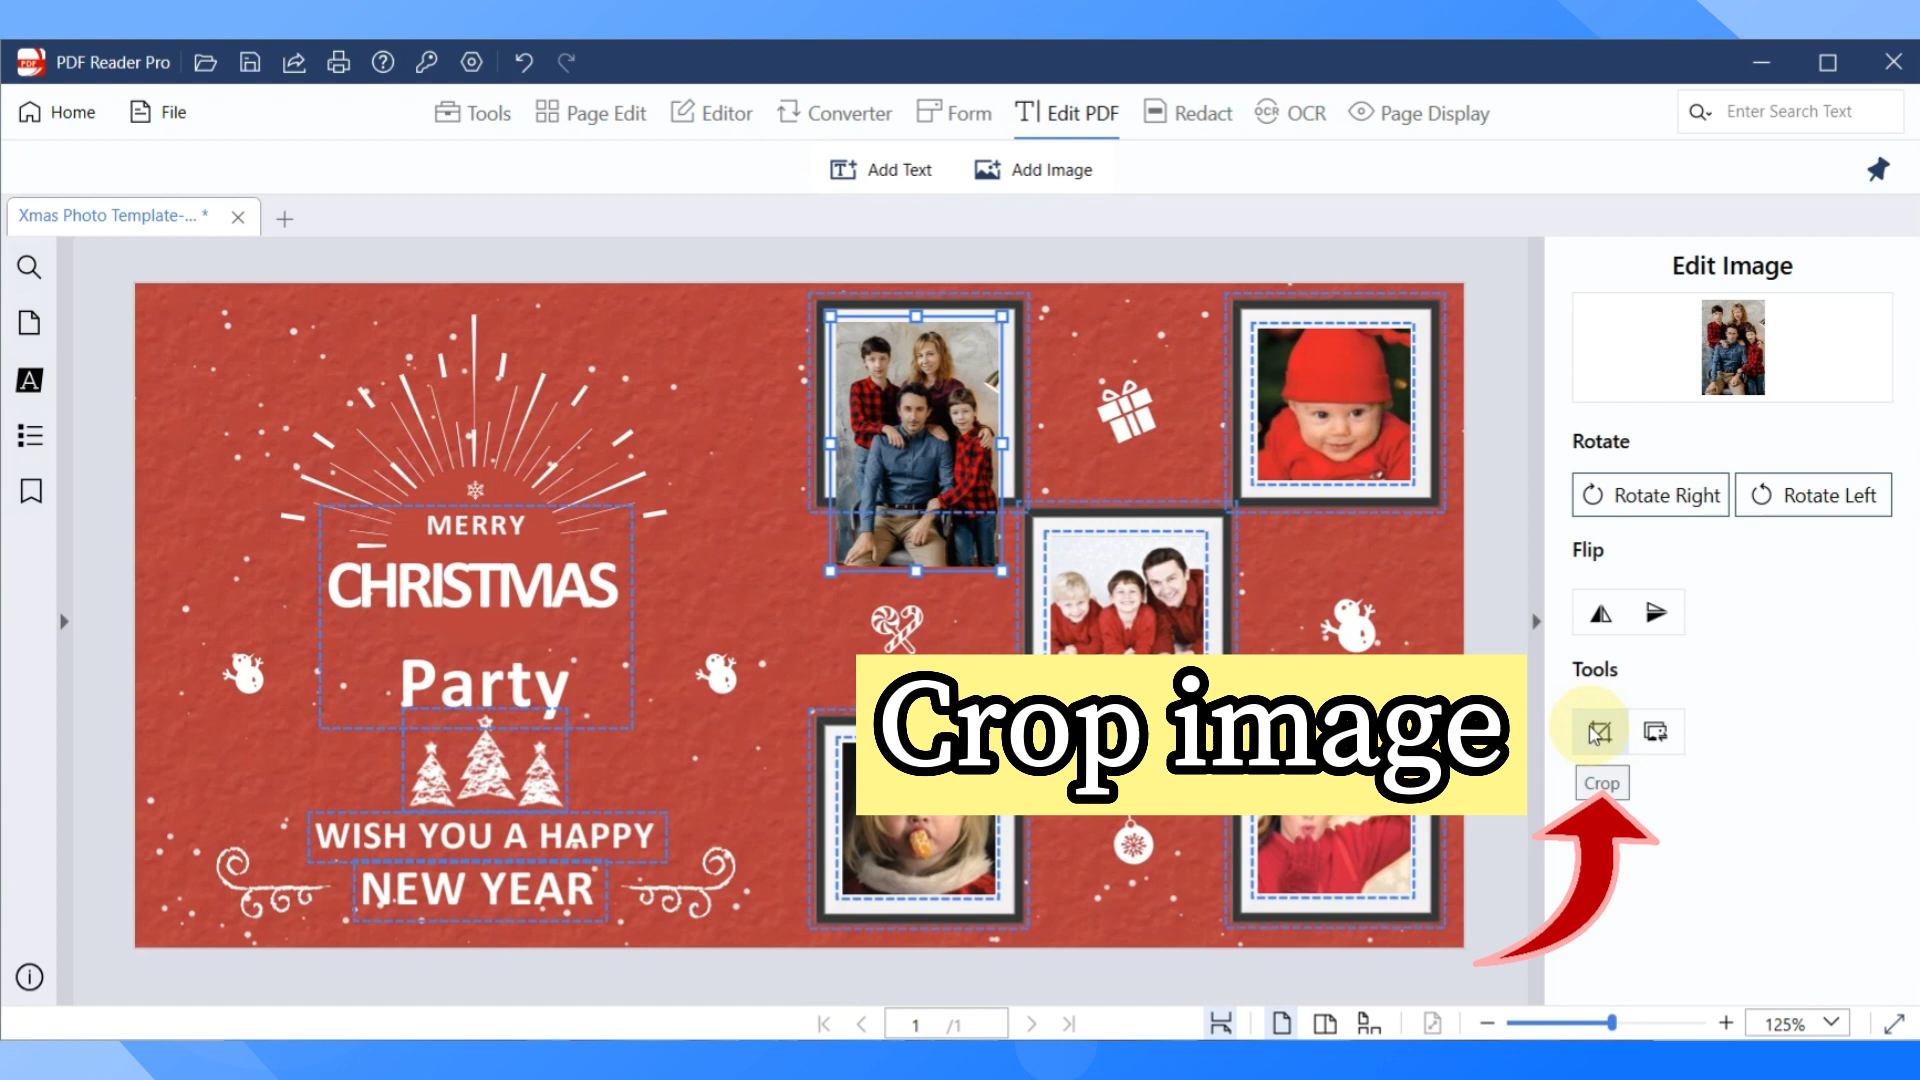 PDF Reader Pro
Home File Tools Page Edit Editor Converter Form Edit PDF Redact OCR OCR Page Display Enter Search Text
Add Text Add Image
Xmas Photo Template-... *
Edit Image
Rotate
Rotate Right Rotate Left
Flip
Tools
Crop
MERRY
CHRISTMAS
Party
WISH YOU A HAPPY
NEW YEAR
Crop image
1 /1
125%